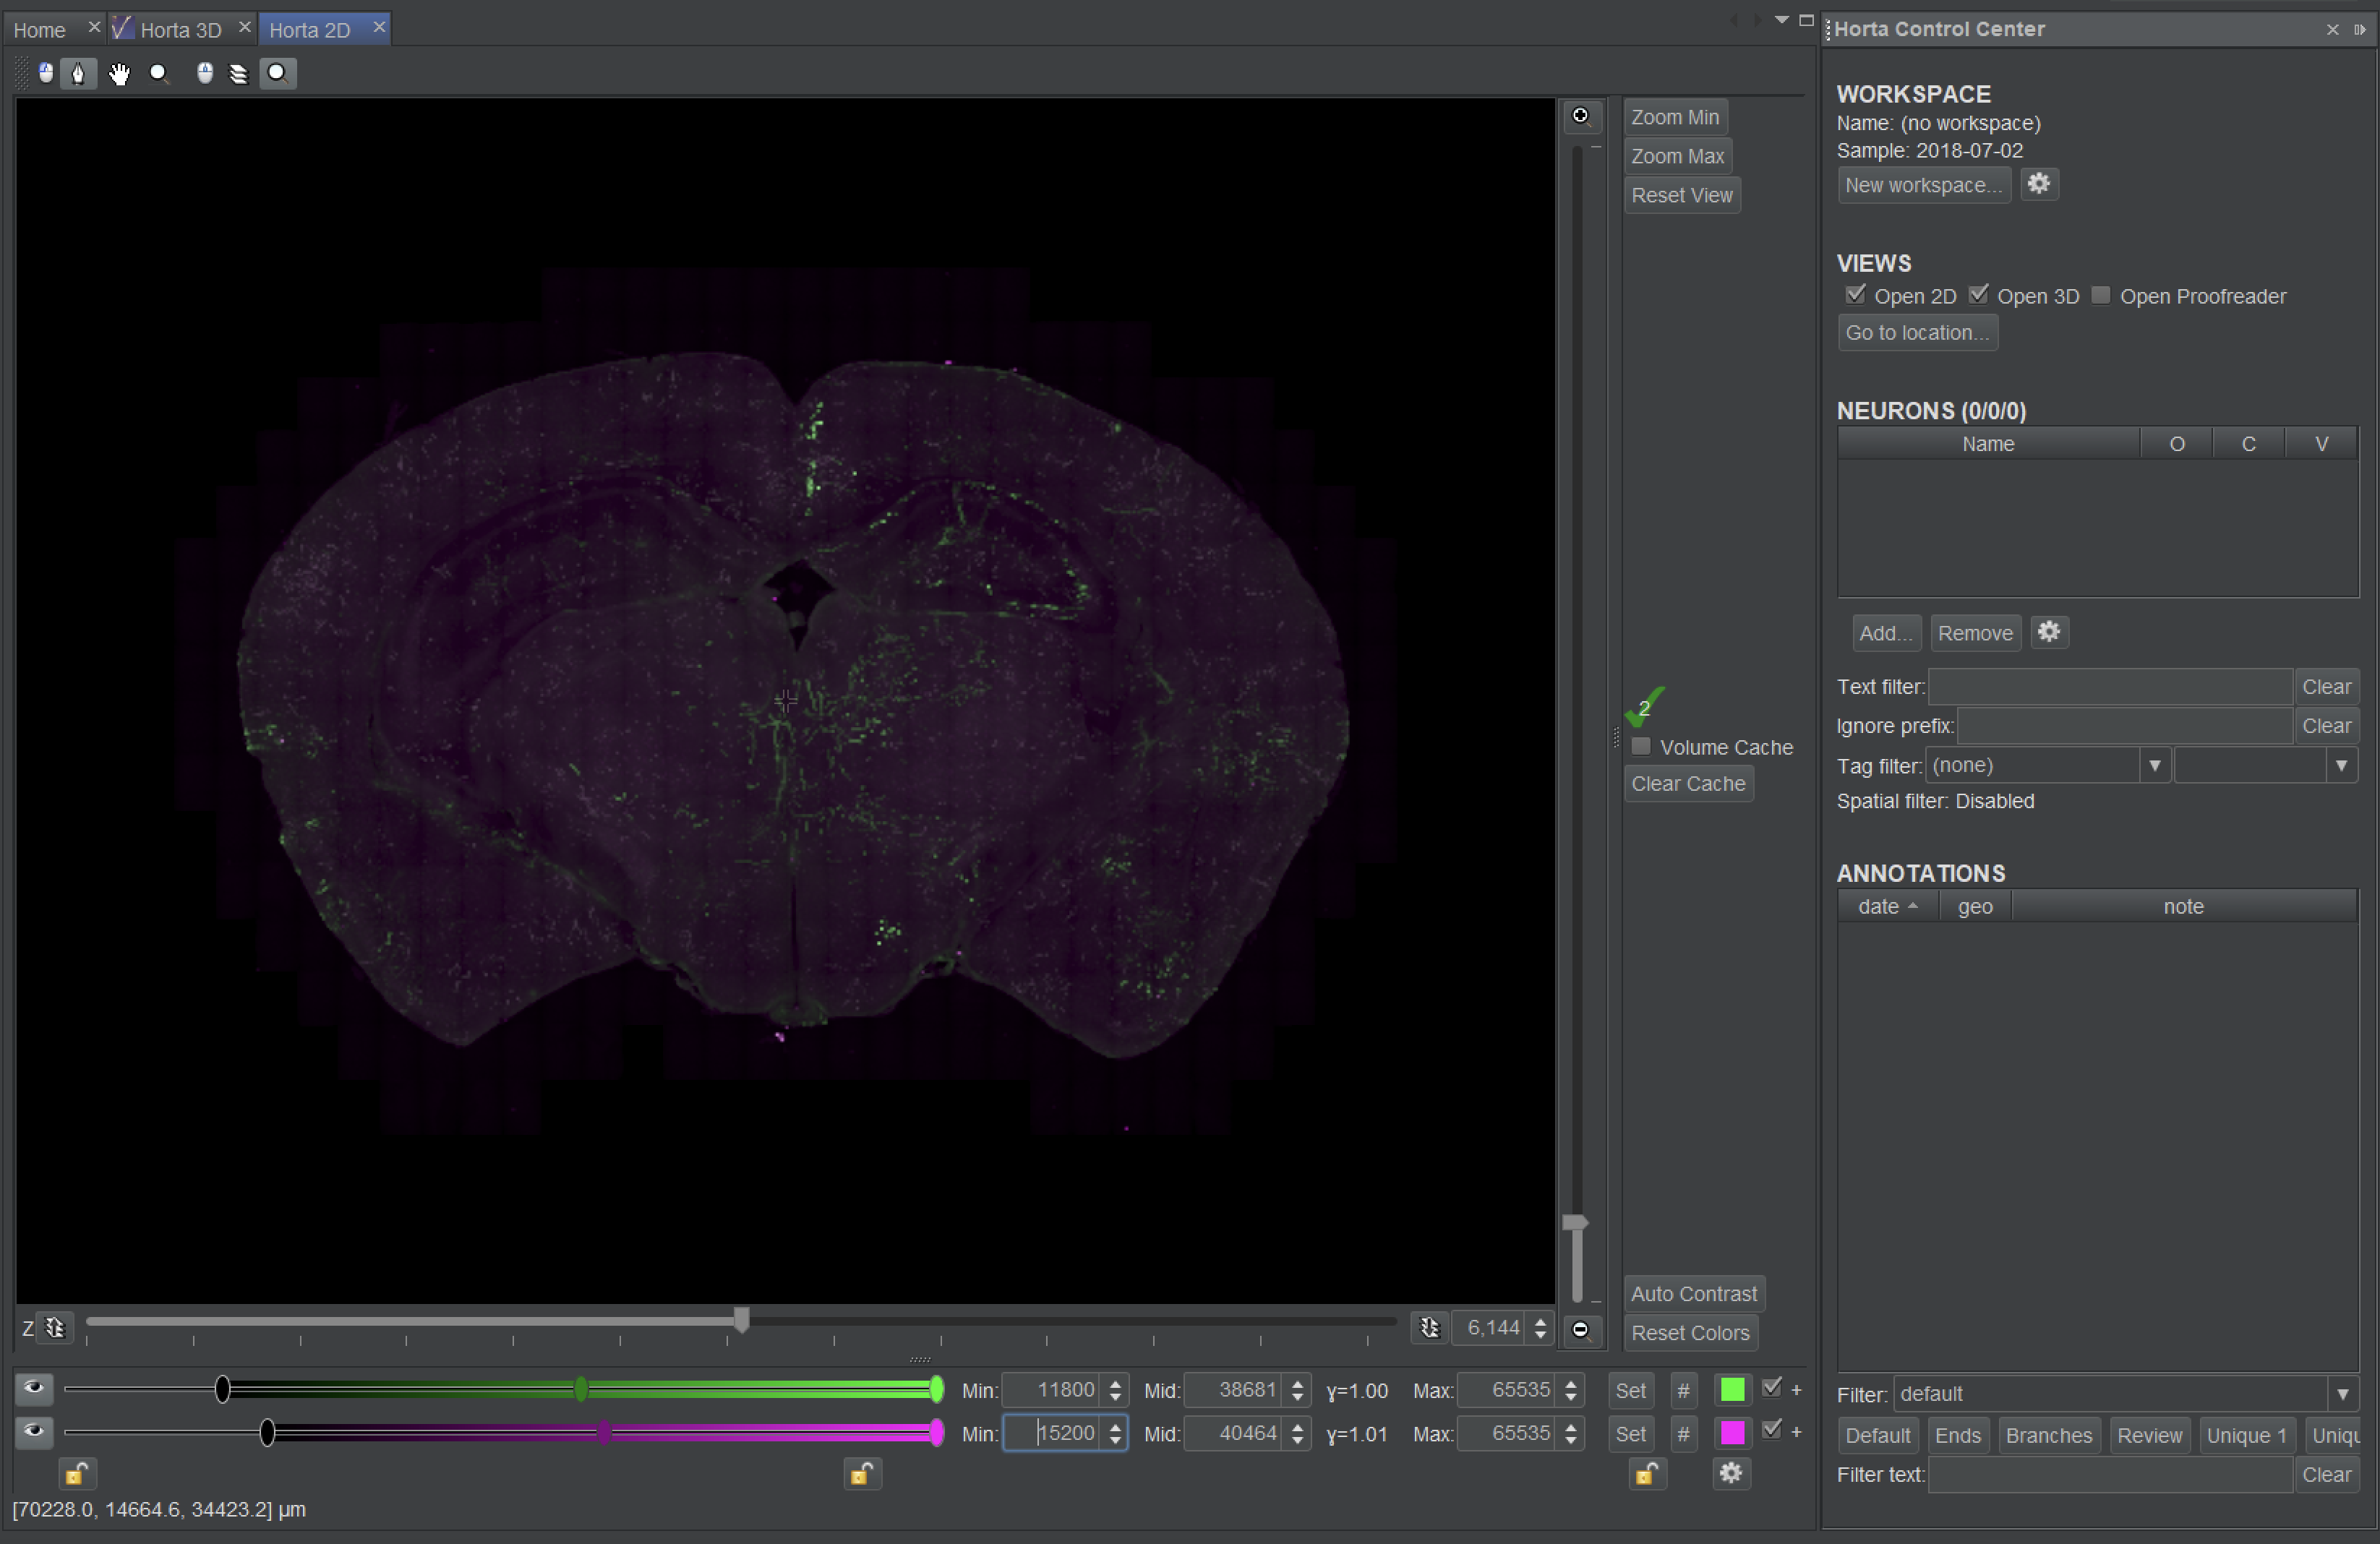 Home
Horta 3D
Horta 2D
Horta Control Center
Zoom Min
Zoom Max
Reset View
2
Volume Cache
Clear Cache
Auto Contrast
Reset Colors
Z
6,144
Min: 11800 Mid: 38681 γ=1.00 Max: 65535 Set # +
Min: 15200 Mid: 40464 γ=1.01 Max: 65535 Set # +
[70228.0, 14664.6, 34423.2] µm
WORKSPACE
Name: (no workspace)
Sample: 2018-07-02
New workspace...
VIEWS
Open 2D Open 3D Open Proofreader
Go to location...
NEURONS (0/0/0)
Name O C V
Add... Remove
Text filter: Clear
Ignore prefix: Clear
Tag filter: (none)
Spatial filter: Disabled
ANNOTATIONS
date geo note
Filter: default
Default Ends Branches Review Unique 1 Uniqu
Filter text: Clear